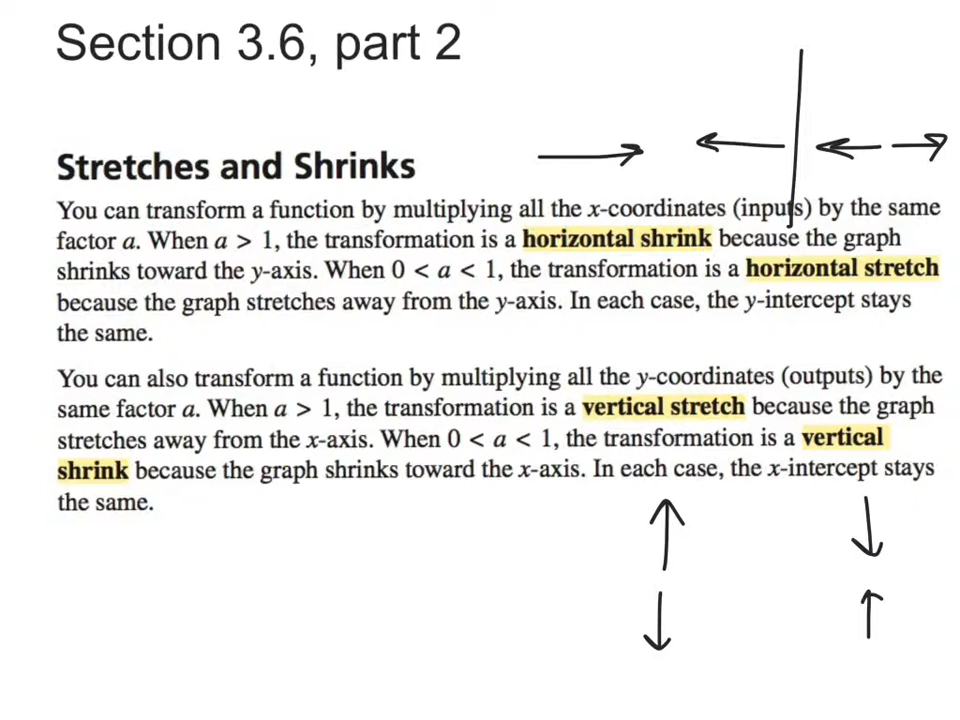 Section 3.6, part 2
Stretches and Shrinks
You can transform a function by multiplying all the x-coordinates (inputs) by the same
factor a. When a > 1, the transformation is a horizontal shrink because the graph
shrinks toward the y-axis. When 0 < a < 1, the transformation is a horizontal stretch
because the graph stretches away from the y-axis. In each case, the y-intercept stays
the same.
You can also transform a function by multiplying all the y-coordinates (outputs) by the
same factor a. When a > 1, the transformation is a vertical stretch because the graph
stretches away from the x-axis. When 0 < a < 1, the transformation is a vertical
shrink because the graph shrinks toward the x-axis. In each case, the x-intercept stays
the same.